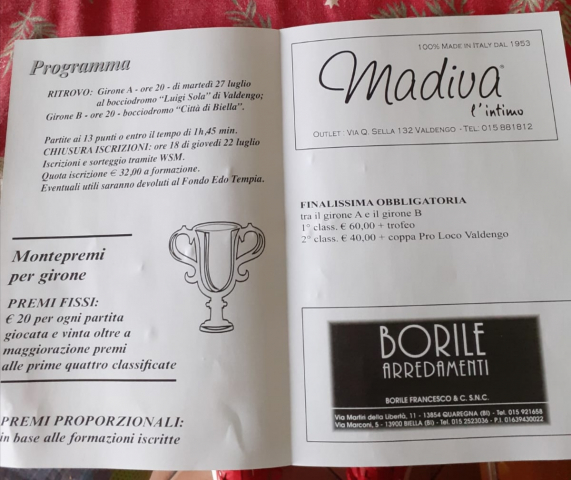 Programma
RITROVO: Girone A - ore 20 - di martedì 27 luglio
al bocciodromo "Luigi Sola" di Valdengo;
Girone B - ore 20 - bocciodromo "Città di Biella".
Partite ai 13 punti o entro il tempo di 1h,45 min.
CHIUSURA ISCRIZIONI: ore 18 di giovedì 22 luglio
Iscrizioni e sorteggio tramite WSM.
Quota iscrizione € 32,00 a formazione.
Eventuali utili saranno devoluti al Fondo Edo Tempia.
Montepremi
per girone
PREMI FISSI:
€ 20 per ogni partita
giocata e vinta oltre a
maggiorazione premi
alle prime quattro classificate
PREMI PROPORZIONALI:
in base alle formazioni iscritte
100% MADE IN ITALY DAL 1953
Madiva®
l'intimo
OUTLET: VIA Q. SELLA 132 VALDENGO - TEL: 015 881812
FINALISSIMA OBBLIGATORIA
tra il girone A e il girone B
1° class. € 60,00 + trofeo
2° class. € 40,00 + coppa Pro Loco Valdengo
BORILE
ARREDAMENTI
BORILE FRANCESCO & C. S.N.C.
Via Martiri della Libertà, 11 - 13854 QUAREGNA (BI) - Tel. 015 921658
Via Marconi, 5 - 13900 BIELLA (BI) - Tel. 015 2523036 - P.I. 01639430022